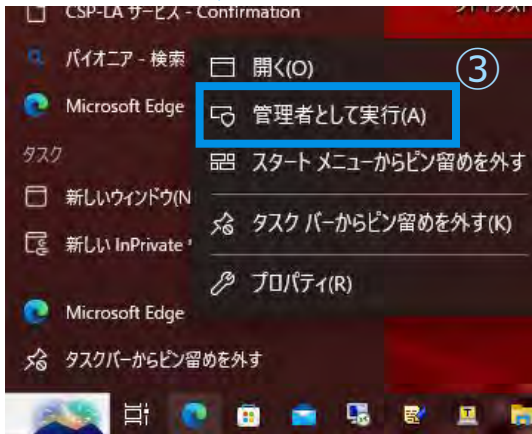 CSP-LA サービス - Confirmation
パイオニア - 検索
Microsoft Edge
タスク
新しいウィンドウ(N
新しい InPrivate
Microsoft Edge
タスクバーからピン留めを外す
開く(O)
③
管理者として実行(A)
スタート メニューからピン留めを外す
タスク バーからピン留めを外す(K)
プロパティ(R)